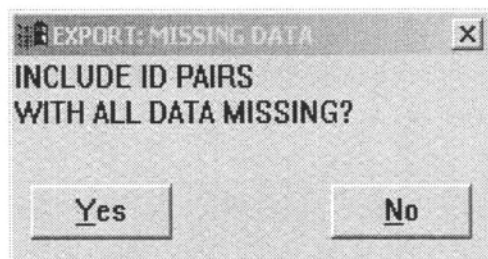 EXPORT: MISSING DATA
INCLUDE ID PAIRS
WITH ALL DATA MISSING?
Yes
No